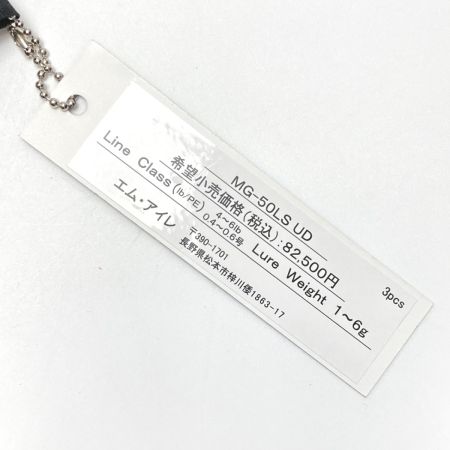 MG-50LS UD
希望小売価格(税込):82,500円
Line Class(lb/PE) 4~6lb 0.4~0.6号 Lure Weight 1~6g
エム・アイレ
〒390-1701
長野県松本市梓川倭1863-17
3pcs